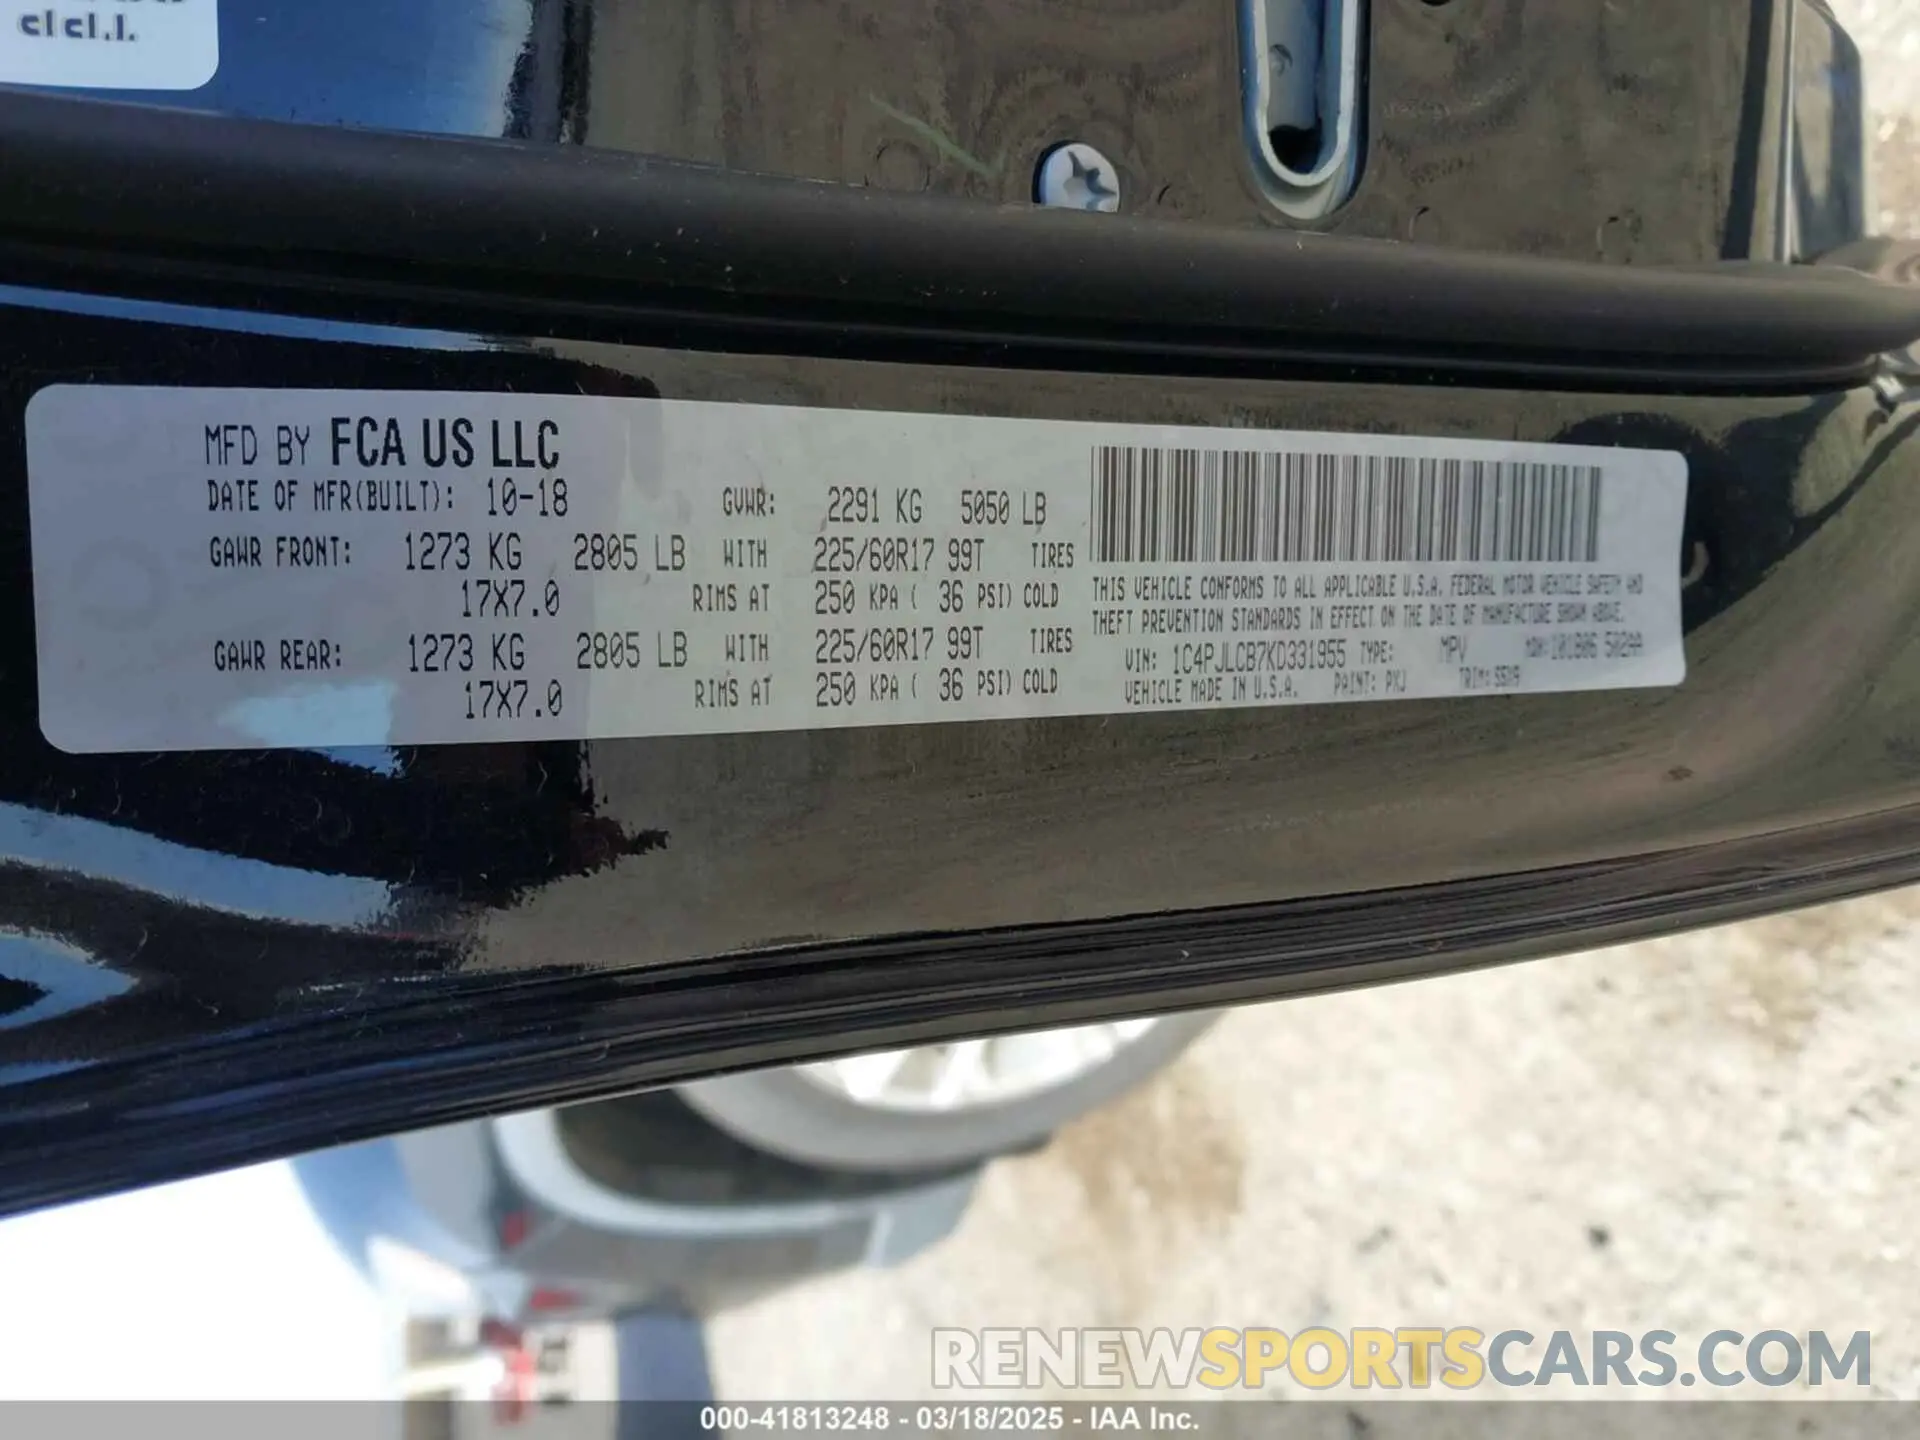 MFD BY FCA US LLC
DATE OF MFR(BUILT): 10-18 GVWR: 2291 KG 5050 LB
GAWR FRONT: 1273 KG 2805 LB WITH 225/60R17 99T TIRES
17X7.0 RIMS AT 250 KPA ( 36 PSI) COLD
GAWR REAR: 1273 KG 2805 LB WITH 225/60R17 99T TIRES
17X7.0 RIMS AT 250 KPA ( 36 PSI) COLD
THIS VEHICLE CONFORMS TO ALL APPLICABLE U.S.A. FEDERAL MOTOR VEHICLE SAFETY AND
THEFT PREVENTION STANDARDS IN EFFECT ON THE DATE OF MANUFACTURE SHOWN ABOVE.
VIN: 1C4PJLCB7KD331955 TYPE: MPV
VEHICLE MADE IN U.S.A. PAINT: PXJ TRIM:
RENEWSPORTSCARS.COM
000-41813248 - 03/18/2025 - IAA Inc.